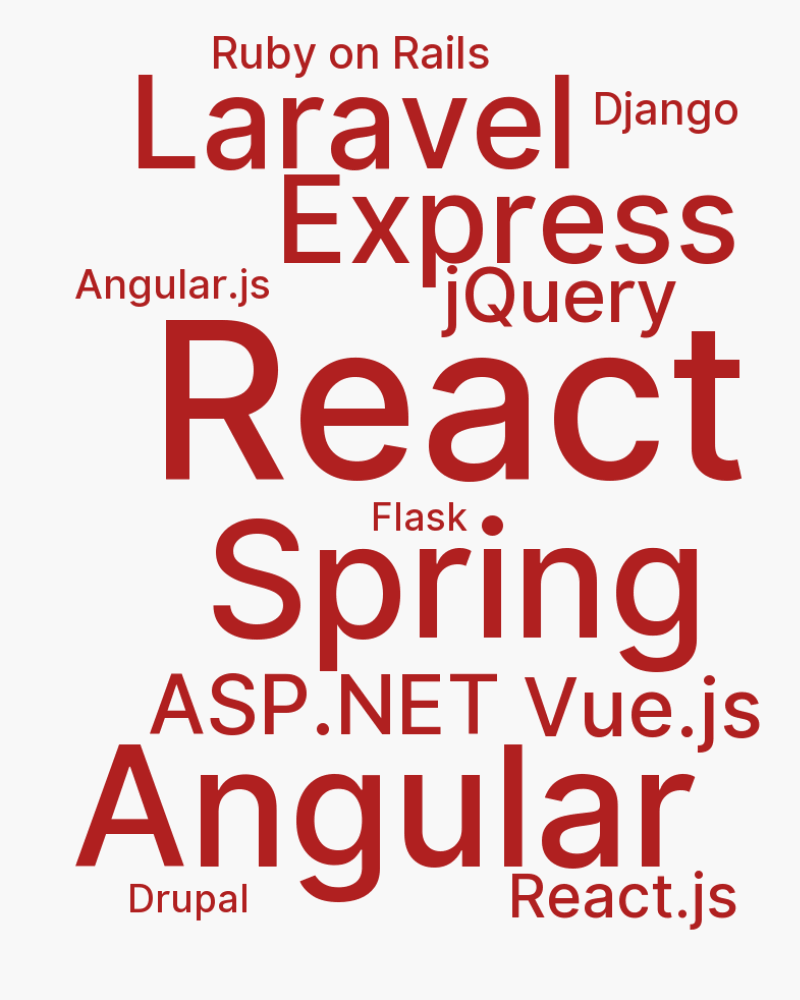 Ruby on Rails
Laravel
Django
Express
Angular.js
jQuery
React
Flask
Spring
ASP.NET
Vue.js
Angular
Drupal
React.js